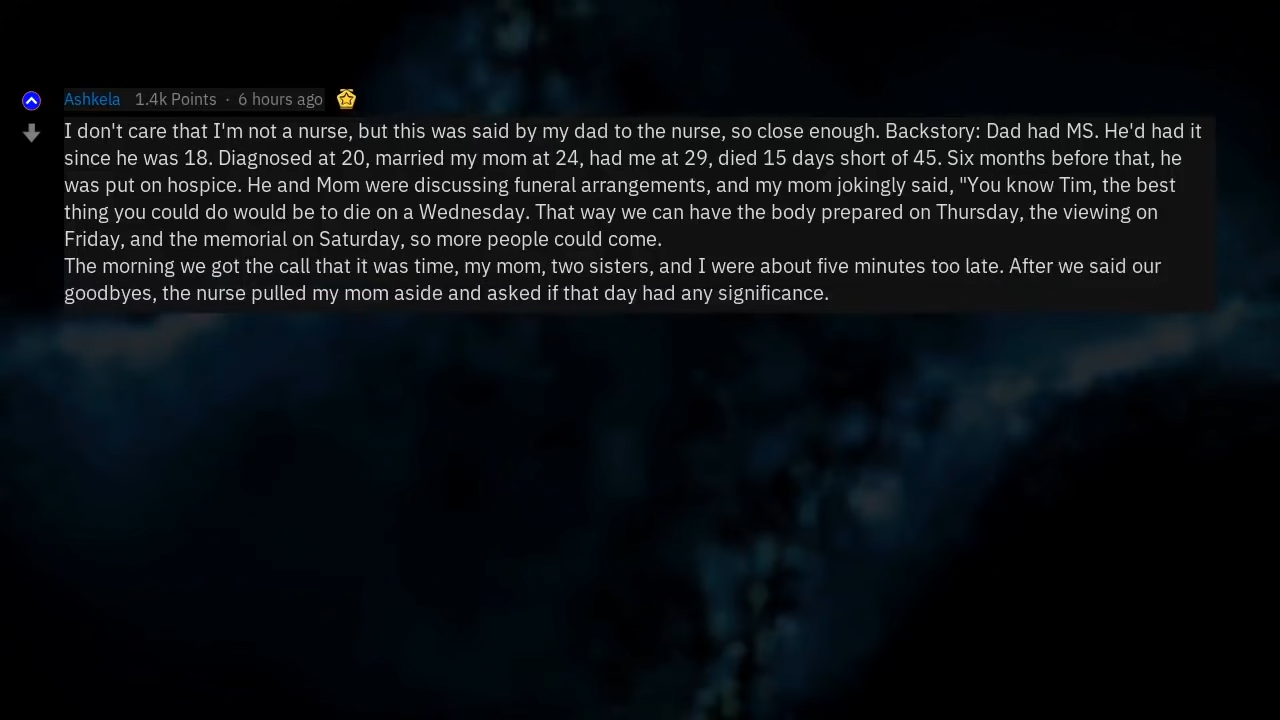 Ashkela 1.4k Points · 6 hours ago
I don't care that I'm not a nurse, but this was said by my dad to the nurse, so close enough. Backstory: Dad had MS. He'd had it
since he was 18. Diagnosed at 20, married my mom at 24, had me at 29, died 15 days short of 45. Six months before that, he
was put on hospice. He and Mom were discussing funeral arrangements, and my mom jokingly said, "You know Tim, the best
thing you could do would be to die on a Wednesday. That way we can have the body prepared on Thursday, the viewing on
Friday, and the memorial on Saturday, so more people could come.
The morning we got the call that it was time, my mom, two sisters, and I were about five minutes too late. After we said our
goodbyes, the nurse pulled my mom aside and asked if that day had any significance.